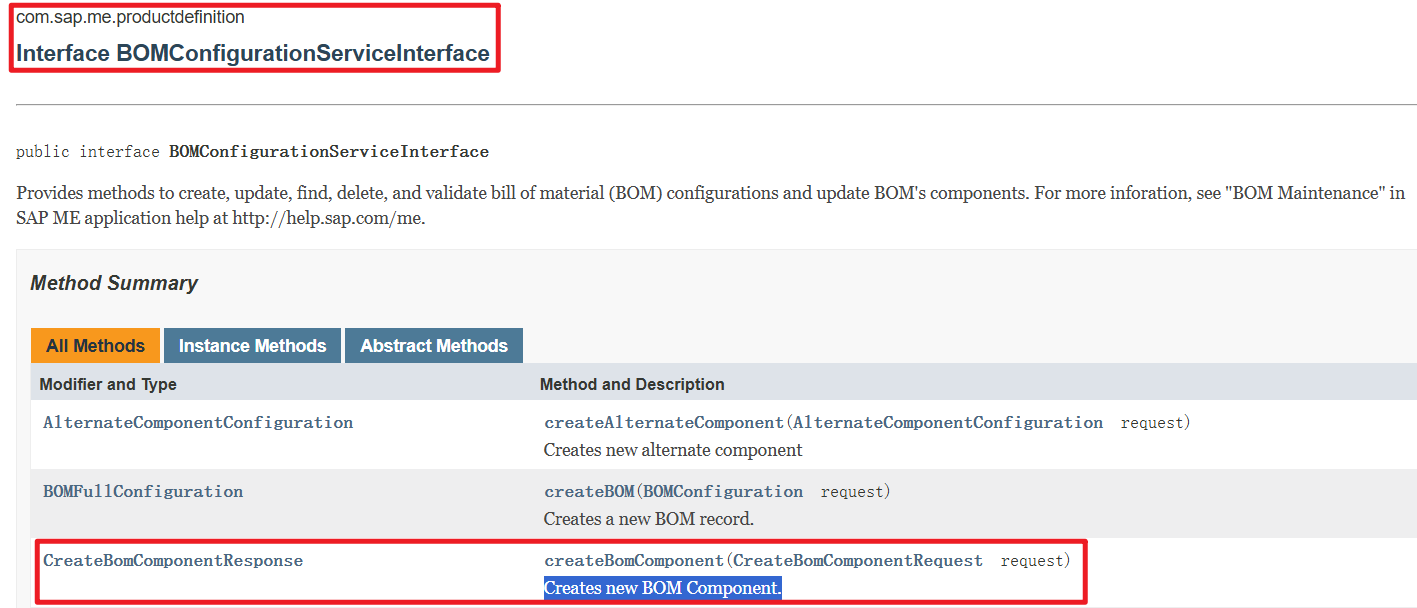 com.sap.me.productdefinition
Interface BOMConfigurationServiceInterface
public interface BOMConfigurationServiceInterface
Provides methods to create, update, find, delete, and validate bill of material (BOM) configurations and update BOM's components. For more inforation, see "BOM Maintenance" in
SAP ME application help at http://help.sap.com/me.
Method Summary
All Methods Instance Methods Abstract Methods
Modifier and Type Method and Description
AlternateComponentConfiguration createAlternateComponent(AlternateComponentConfiguration request)
Creates new alternate component
BOMFullConfiguration createBOM(BOMConfiguration request)
Creates a new BOM record.
CreateBomComponentResponse createBomComponent(CreateBomComponentRequest request)
Creates new BOM Component.